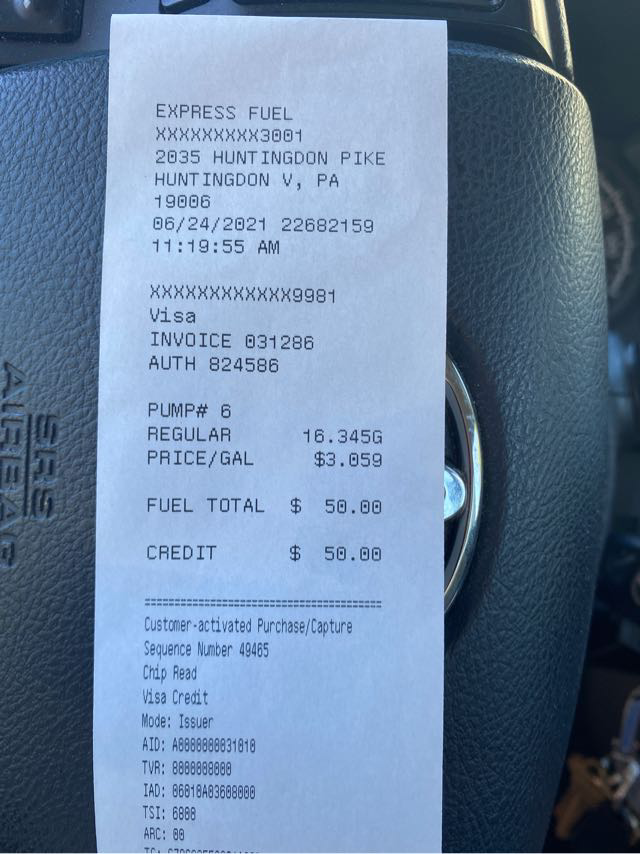 EXPRESS FUEL
XXXXXXXXX3001
2035 HUNTINGDON PIKE
HUNTINGDON V, PA
19006
06/24/2021 22682159
11:19:55 AM
XXXXXXXXXXXX9981
Visa
INVOICE 031286
AUTH 824586
PUMP# 6
REGULAR 16.345G
PRICE/GAL $3.059
FUEL TOTAL $ 50.00
CREDIT $ 50.00
========================================
Customer-activated Purchase/Capture
Sequence Number 49465
Chip Read
Visa Credit
Mode: Issuer
AID: A0000000031010
TVR: 8000000000
IAD: 06010A03608000
TSI: 6800
ARC: 00
SRS
AIRBAG